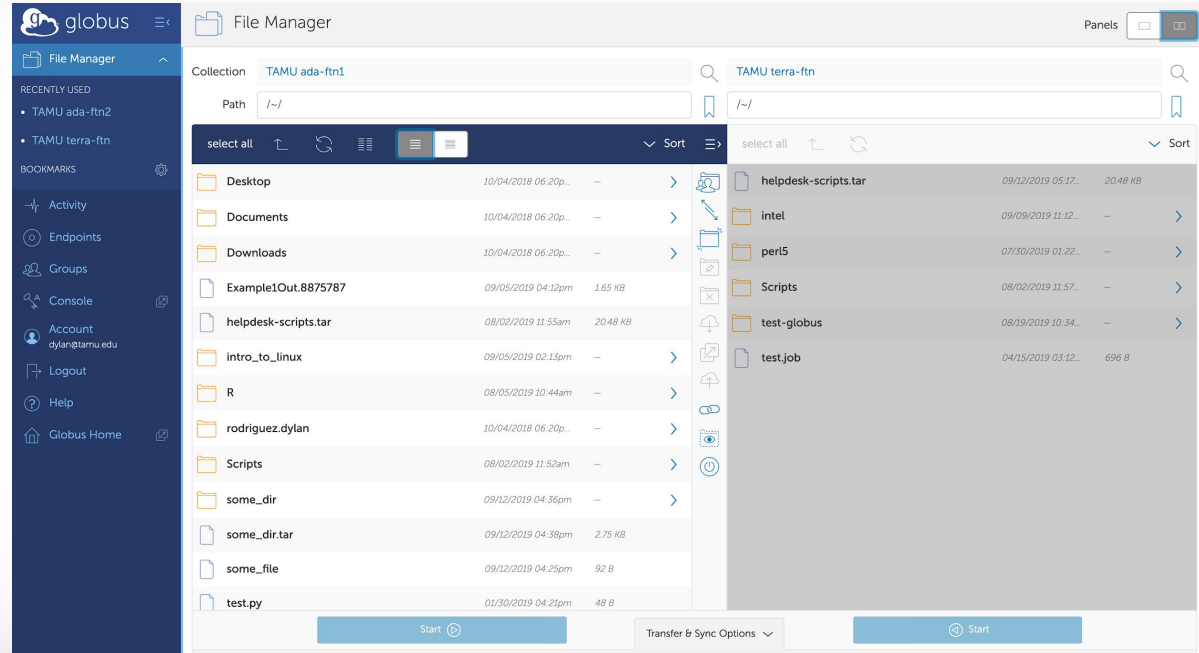 globus
File Manager
Panels
File Manager
RECENTLY USED
• TAMU ada-ftn2
• TAMU terra-ftn
BOOKMARKS
Activity
Endpoints
Groups
Console
Account
dylan@tamu.edu
Logout
Help
Globus Home
Collection TAMU ada-ftn1
Path /~/
select all Sort
Desktop 10/04/2018 06:20p... —
Documents 10/04/2018 06:20p... —
Downloads 10/04/2018 06:20p... —
Example1Out.8875787 09/05/2019 04:12pm 1.65 KB
helpdesk-scripts.tar 08/02/2019 11:55am 20.48 KB
intro_to_linux 09/05/2019 02:13pm —
R 08/05/2019 10:44am —
rodriguez.dylan 10/04/2018 06:20p... —
Scripts 08/02/2019 11:52am —
some_dir 09/12/2019 04:36pm —
some_dir.tar 09/12/2019 04:38pm 2.75 KB
some_file 09/12/2019 04:25pm 92 B
test.py 01/30/2019 04:21pm 48 B
Start
TAMU terra-ftn
/~/
select all Sort
helpdesk-scripts.tar 09/12/2019 05:17... 20.48 KB
intel 09/09/2019 11:12... —
perl5 07/30/2019 01:22... —
Scripts 08/02/2019 11:57... —
test-globus 08/19/2019 10:34... —
test.job 04/15/2019 03:12... 696 B
Transfer & Sync Options
Start